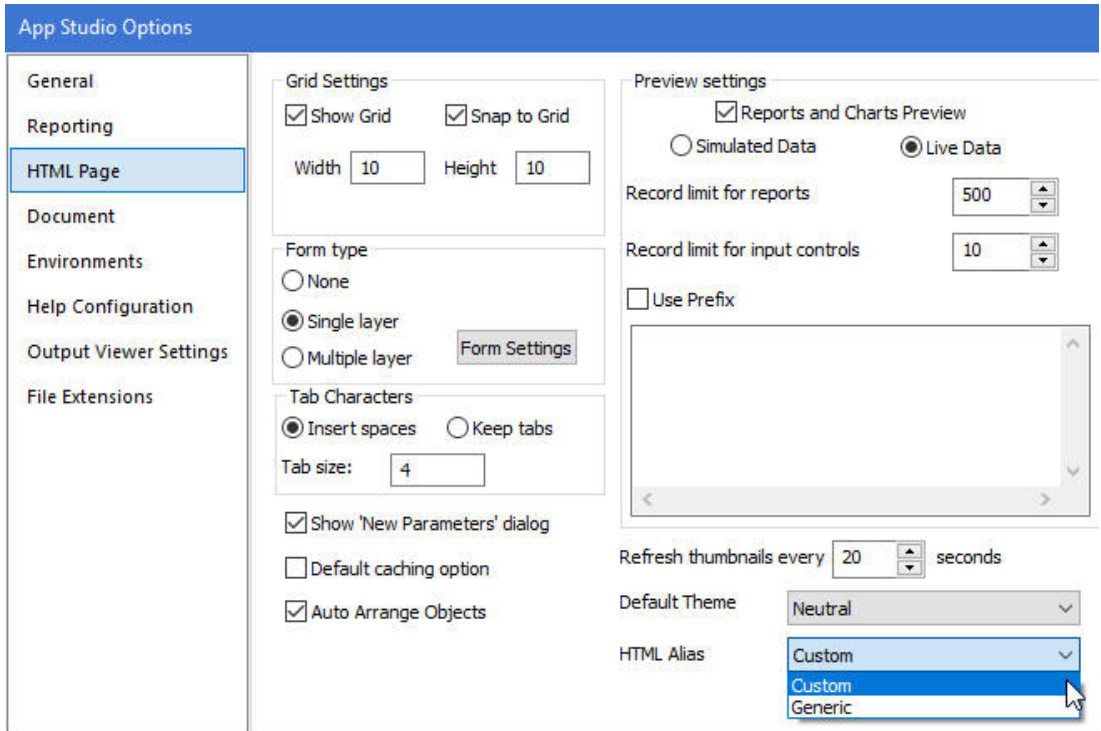 App Studio Options
General
Reporting
HTML Page
Document
Environments
Help Configuration
Output Viewer Settings
File Extensions
Grid Settings
Show Grid Snap to Grid
Width 10 Height 10
Form type
None
Single layer
Multiple layer
Form Settings
Tab Characters
Insert spaces Keep tabs
Tab size: 4
Show 'New Parameters' dialog
Default caching option
Auto Arrange Objects
Preview settings
Reports and Charts Preview
Simulated Data Live Data
Record limit for reports 500
Record limit for input controls 10
Use Prefix
Refresh thumbnails every 20 seconds
Default Theme Neutral
HTML Alias Custom
Custom
Generic